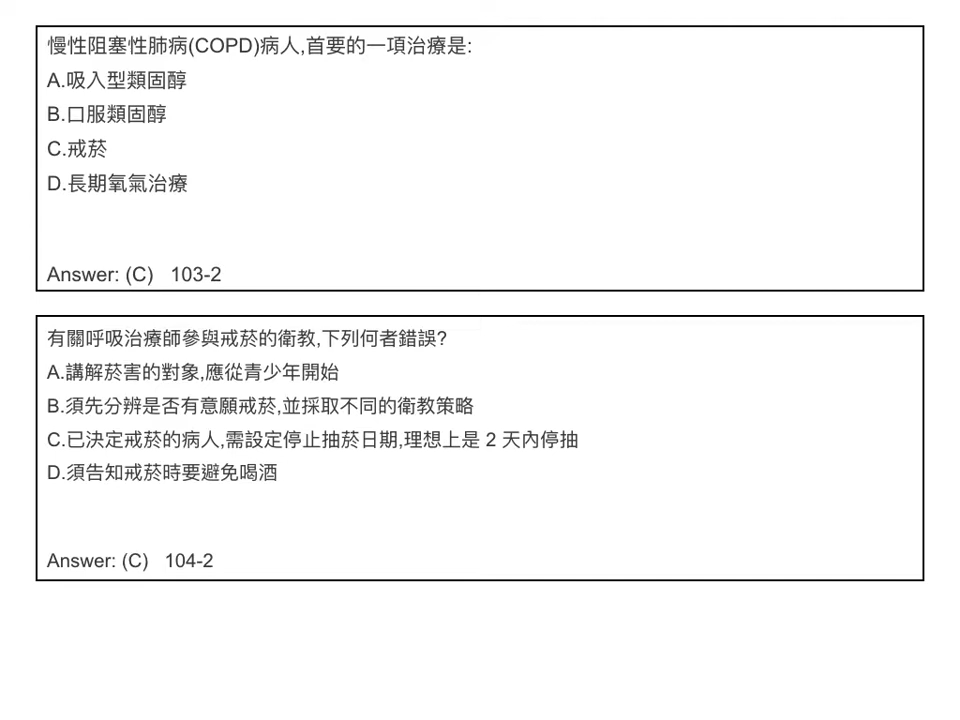 慢性阻塞性肺病(COPD)病人,首要的一項治療是:
A.吸入型類固醇
B.口服類固醇
C.戒菸
D.長期氧氣治療
Answer: (C) 103-2
有關呼吸治療師參與戒菸的衛教,下列何者錯誤?
A.講解菸害的對象,應從青少年開始
B.須先分辨是否有意願戒菸,並採取不同的衛教策略
C.已決定戒菸的病人,需設定停止抽菸日期,理想上是 2 天內停抽
D.須告知戒菸時要避免喝酒
Answer: (C) 104-2